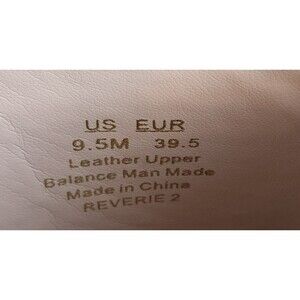 US EUR
9.5M 39.5
Leather Upper
Balance Man Made
Made in China
REVERIE 2